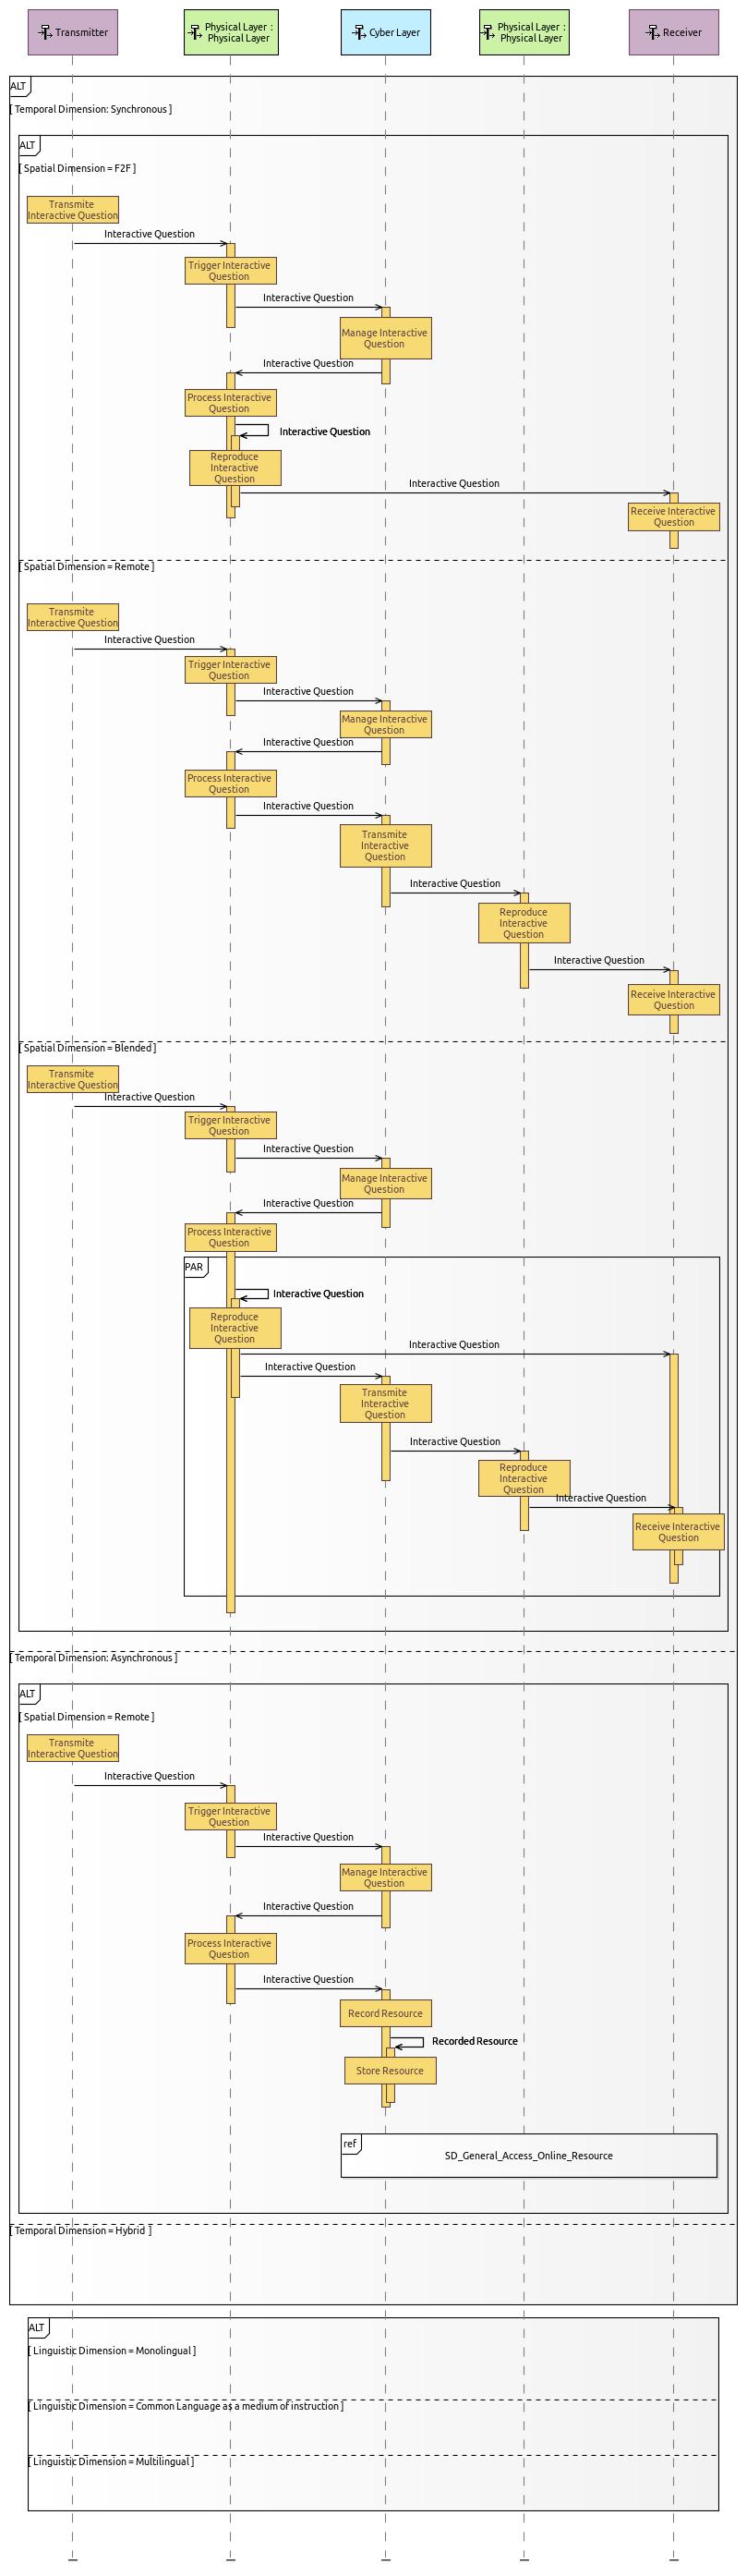 Transmitter
Physical Layer :
Physical Layer
Cyber Layer
Physical Layer :
Physical Layer
Receiver
ALT
[ Temporal Dimension: Synchronous ]
ALT
[ Spatial Dimension = F2F ]
Transmite
Interactive Question
Interactive Question
Trigger Interactive
Question
Interactive Question
Manage Interactive
Question
Interactive Question
Process Interactive
Question
Interactive Question
Reproduce
Interactive
Question
Interactive Question
Receive Interactive
Question
[ Spatial Dimension = Remote ]
Transmite
Interactive Question
Interactive Question
Trigger Interactive
Question
Interactive Question
Manage Interactive
Question
Interactive Question
Process Interactive
Question
Interactive Question
Transmite
Interactive
Question
Interactive Question
Reproduce
Interactive
Question
Interactive Question
Receive Interactive
Question
[ Spatial Dimension = Blended ]
Transmite
Interactive Question
Interactive Question
Trigger Interactive
Question
Interactive Question
Manage Interactive
Question
Interactive Question
Process Interactive
Question
PAR
Interactive Question
Reproduce
Interactive
Question
Interactive Question
Interactive Question
Transmite
Interactive
Question
Interactive Question
Reproduce
Interactive
Question
Interactive Question
Receive Interactive
Question
[ Temporal Dimension: Asynchronous ]
ALT
[ Spatial Dimension = Remote ]
Transmite
Interactive Question
Interactive Question
Trigger Interactive
Question
Interactive Question
Manage Interactive
Question
Interactive Question
Process Interactive
Question
Interactive Question
Record Resource
Recorded Resource
Store Resource
ref
SD_General_Access_Online_Resource
[ Temporal Dimension = Hybrid ]
ALT
[ Linguistic Dimension = Monolingual ]
[ Linguistic Dimension = Common Language as a medium of instruction ]
[ Linguistic Dimension = Multilingual ]